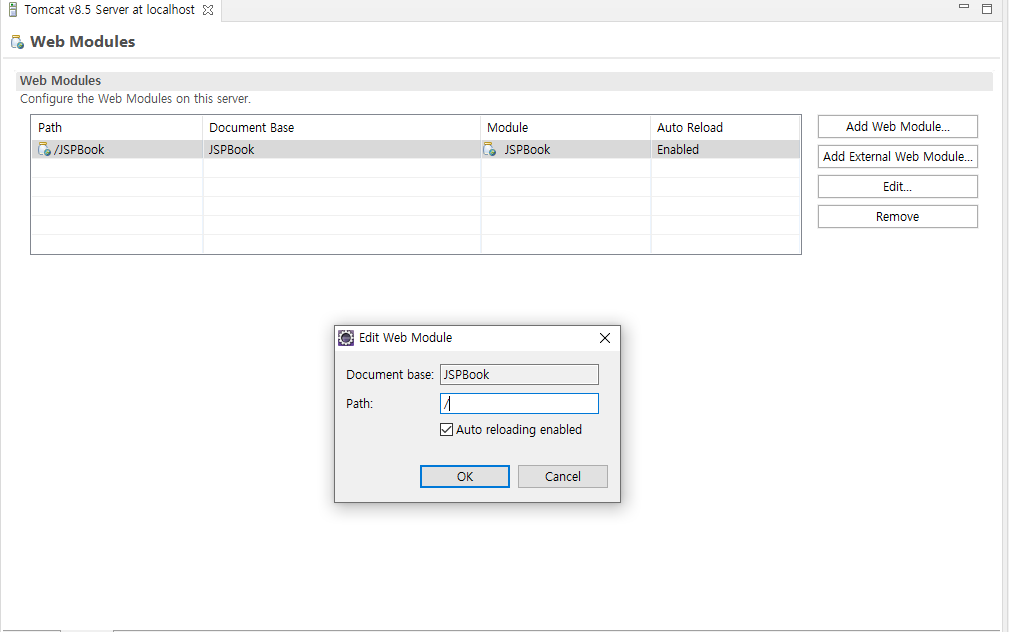 Tomcat v8.5 Server at localhost
Web Modules
Web Modules
Configure the Web Modules on this server.
Path Document Base Module Auto Reload
/JSPBook JSPBook JSPBook Enabled
Add Web Module...
Add External Web Module...
Edit...
Remove
Edit Web Module
Document base: JSPBook
Path: /
Auto reloading enabled
OK Cancel